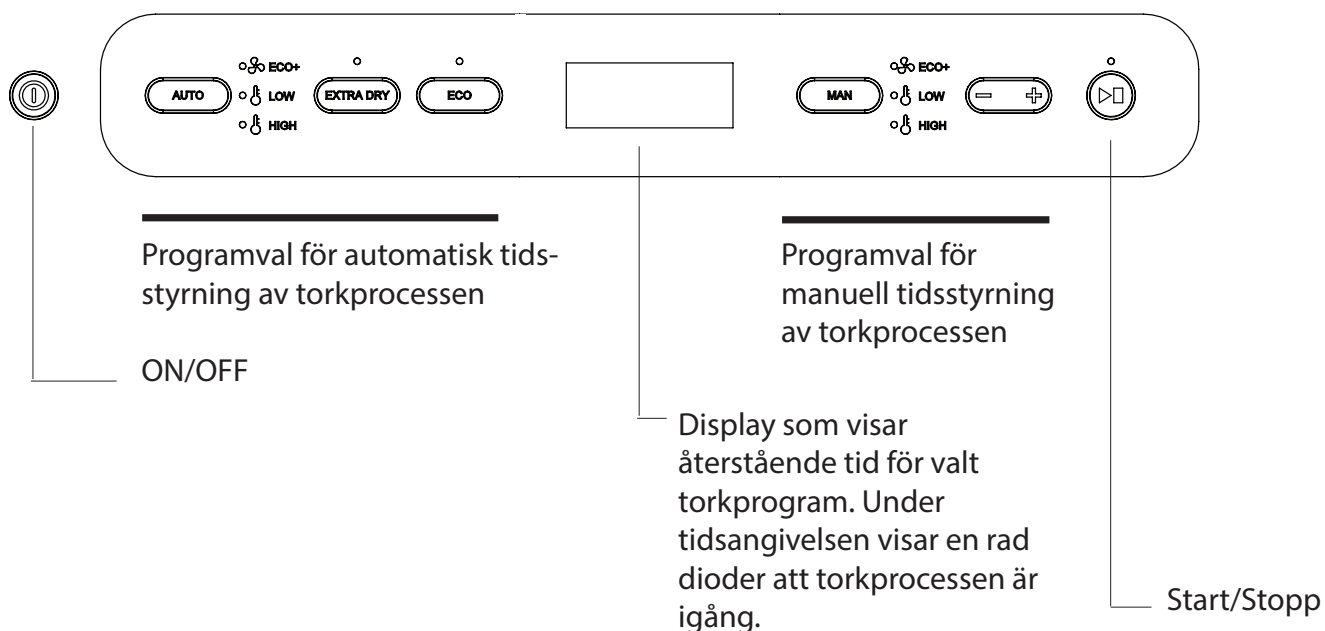 ECO+
AUTO
LOW
HIGH
EXTRA DRY
ECO
MAN
ECO+
LOW
HIGH
Programval för automatisk tids-
styrning av torkprocessen
ON/OFF
Programval för
manuell tidsstyrning
av torkprocessen
Display som visar
återstående tid för valt
torkprogram. Under
tidsangivelsen visar en rad
dioder att torkprocessen är
igång.
Start/Stopp